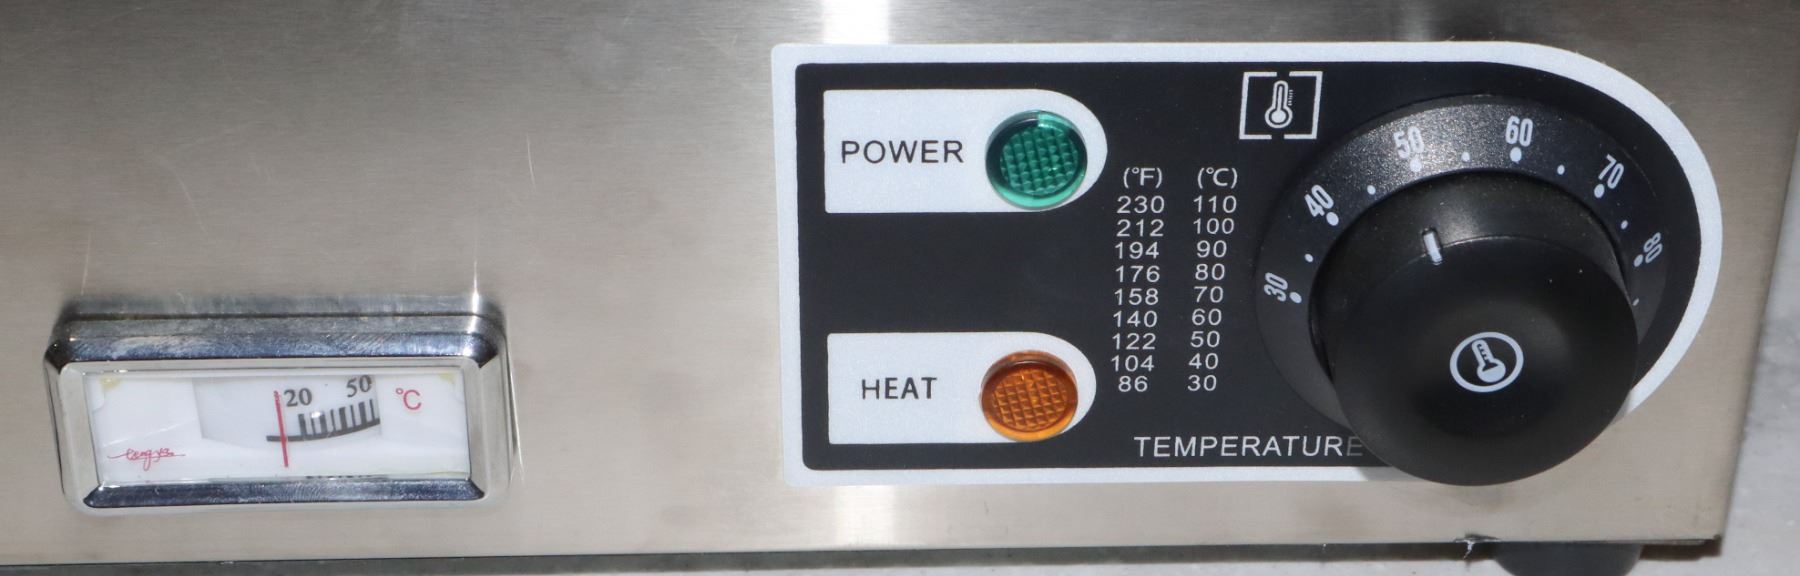 POWER
(°F) (°C)
230 110
212 100
194 90
176 80
158 70
140 60
122 50
104 40
86 30
HEAT
TEMPERATURE
30 40 50 60 70 80
20 50 °C